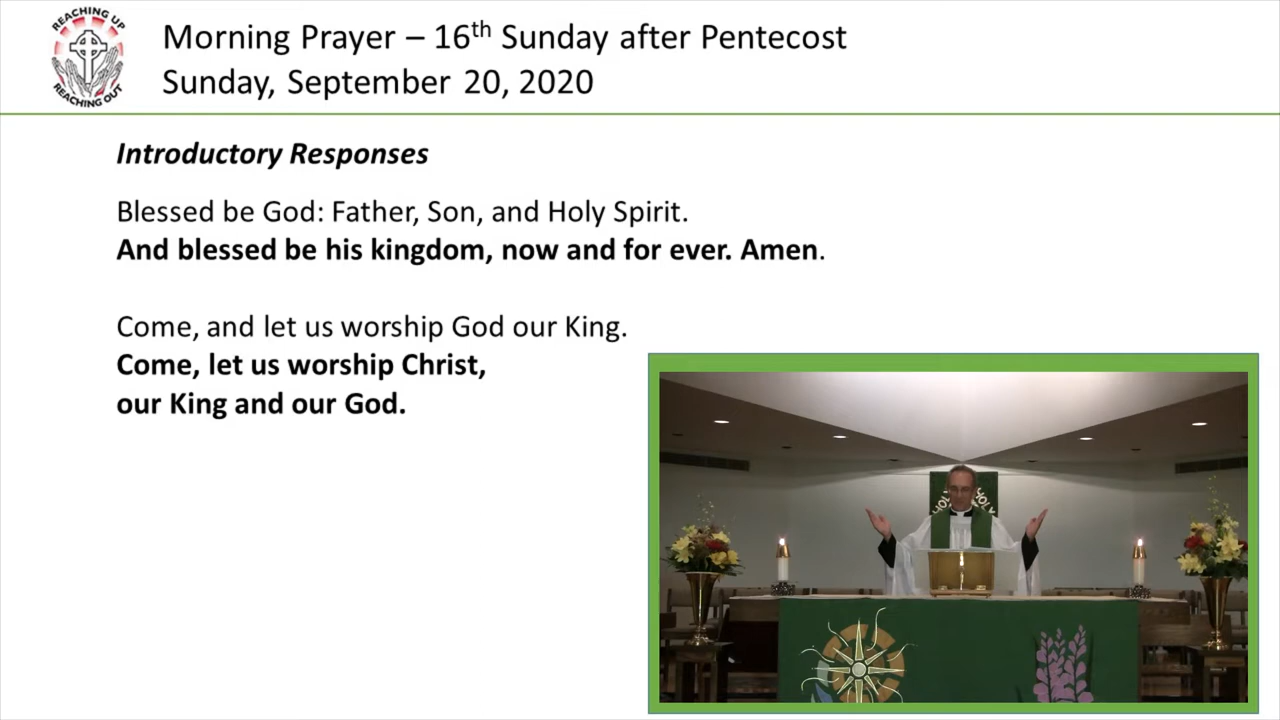 REACHING UP
REACHING OUT
Morning Prayer – 16th Sunday after Pentecost
Sunday, September 20, 2020
Introductory Responses
Blessed be God: Father, Son, and Holy Spirit.
And blessed be his kingdom, now and for ever. Amen.
Come, and let us worship God our King.
Come, let us worship Christ,
our King and our God.